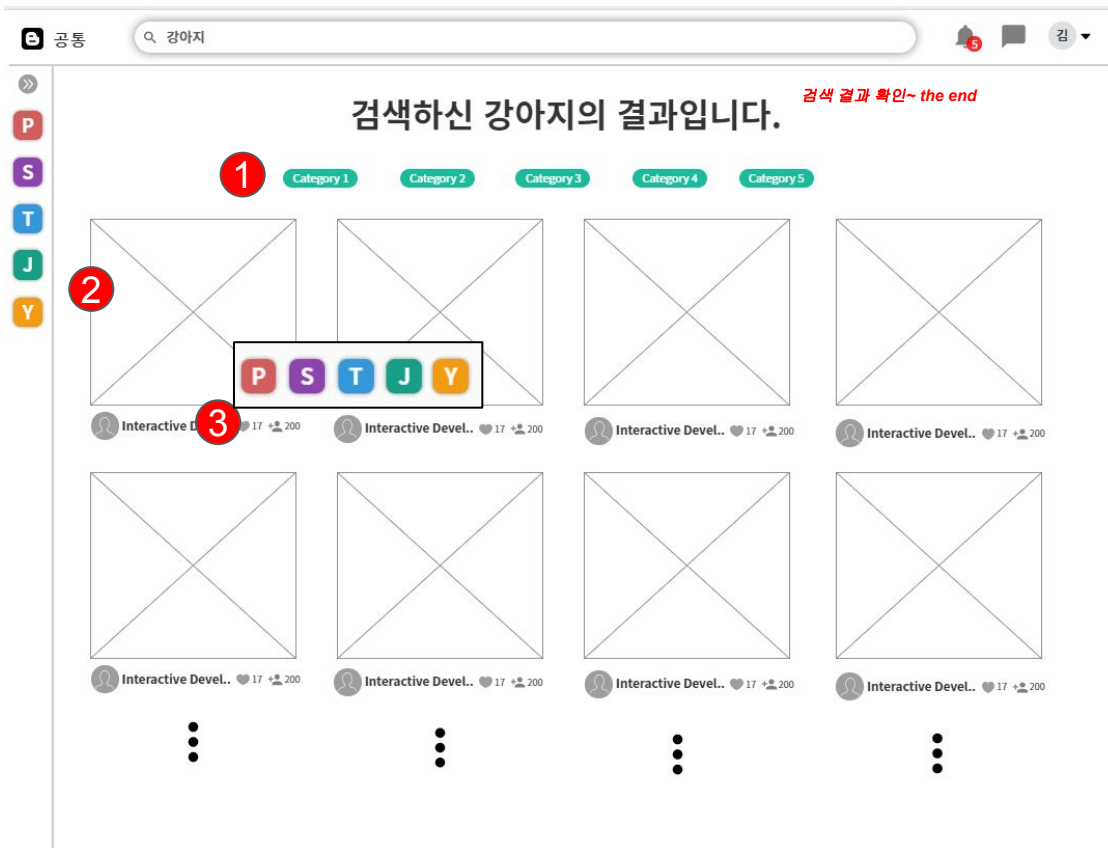 공통
강아지
5
김
검색하신 강아지의 결과입니다.
검색 결과 확인~ the end
P
S
T
J
Y
1
Category 1
Category 2
Category 3
Category 4
Category 5
2
P S T J Y
3
Interactive D
17
200
Interactive Devel..
17
200
Interactive Devel..
17
200
Interactive Devel..
17
200
Interactive Devel..
17
200
Interactive Devel..
17
200
Interactive Devel..
17
200
Interactive Devel..
17
200